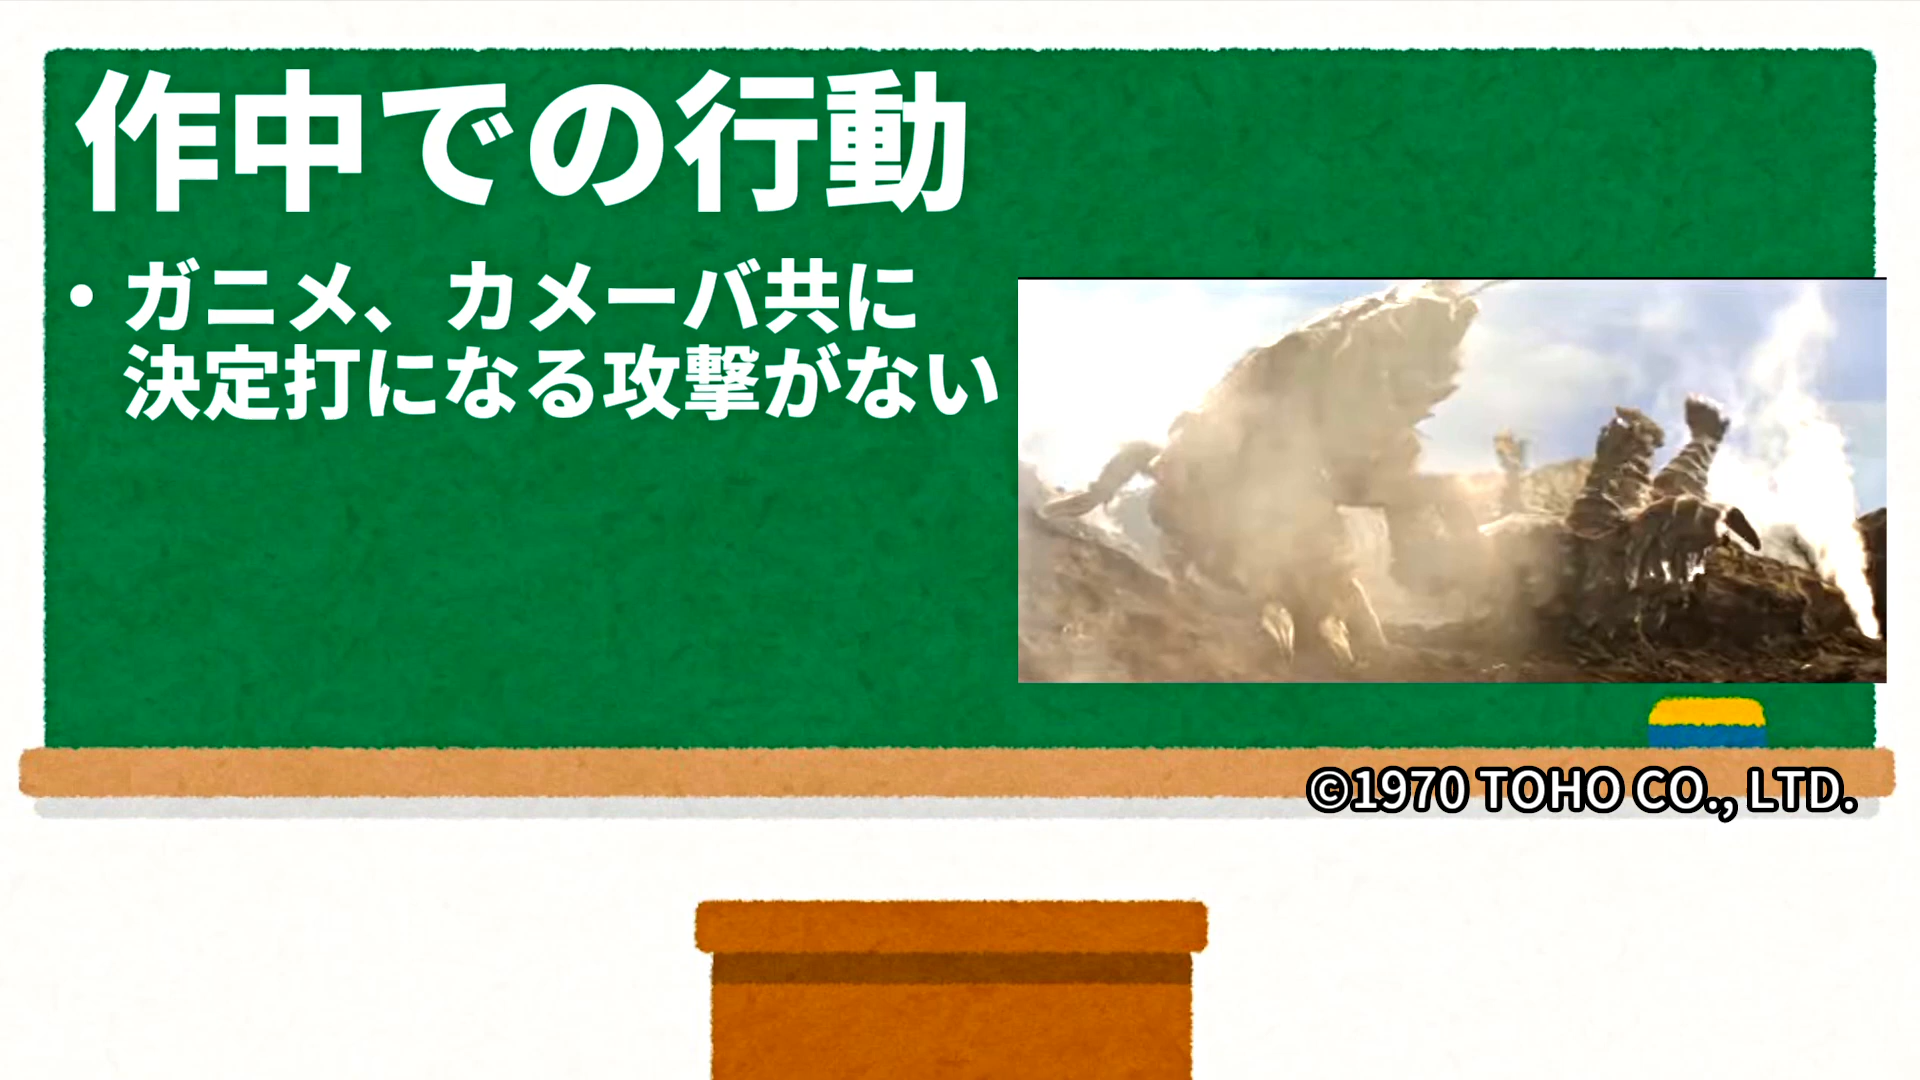 作中での行動
・ガニメ、カメーバ共に
決定打になる攻撃がない
©1970 TOHO CO., LTD.